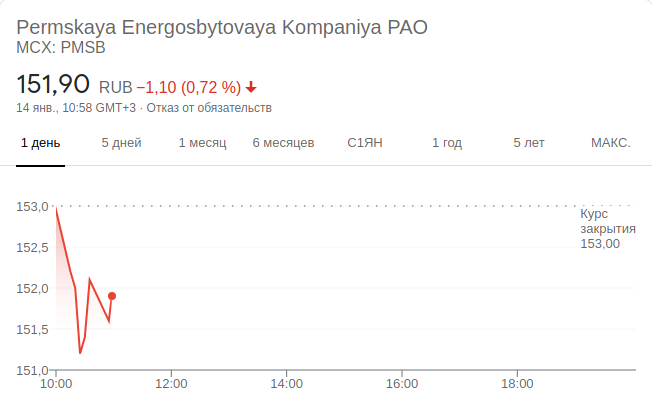 Permskaya Energosbytovaya Kompaniya PAO
MCX: PMSB
151,90 RUB −1,10 (0,72 %)
14 янв., 10:58 GMT+3 · Отказ от обязательств
1 день 5 дней 1 месяц 6 месяцев С1ЯН 1 год 5 лет МАКС.
153,0
Курс
закрытия
153,00
152,5
152,0
151,5
151,0
10:00 12:00 14:00 16:00 18:00